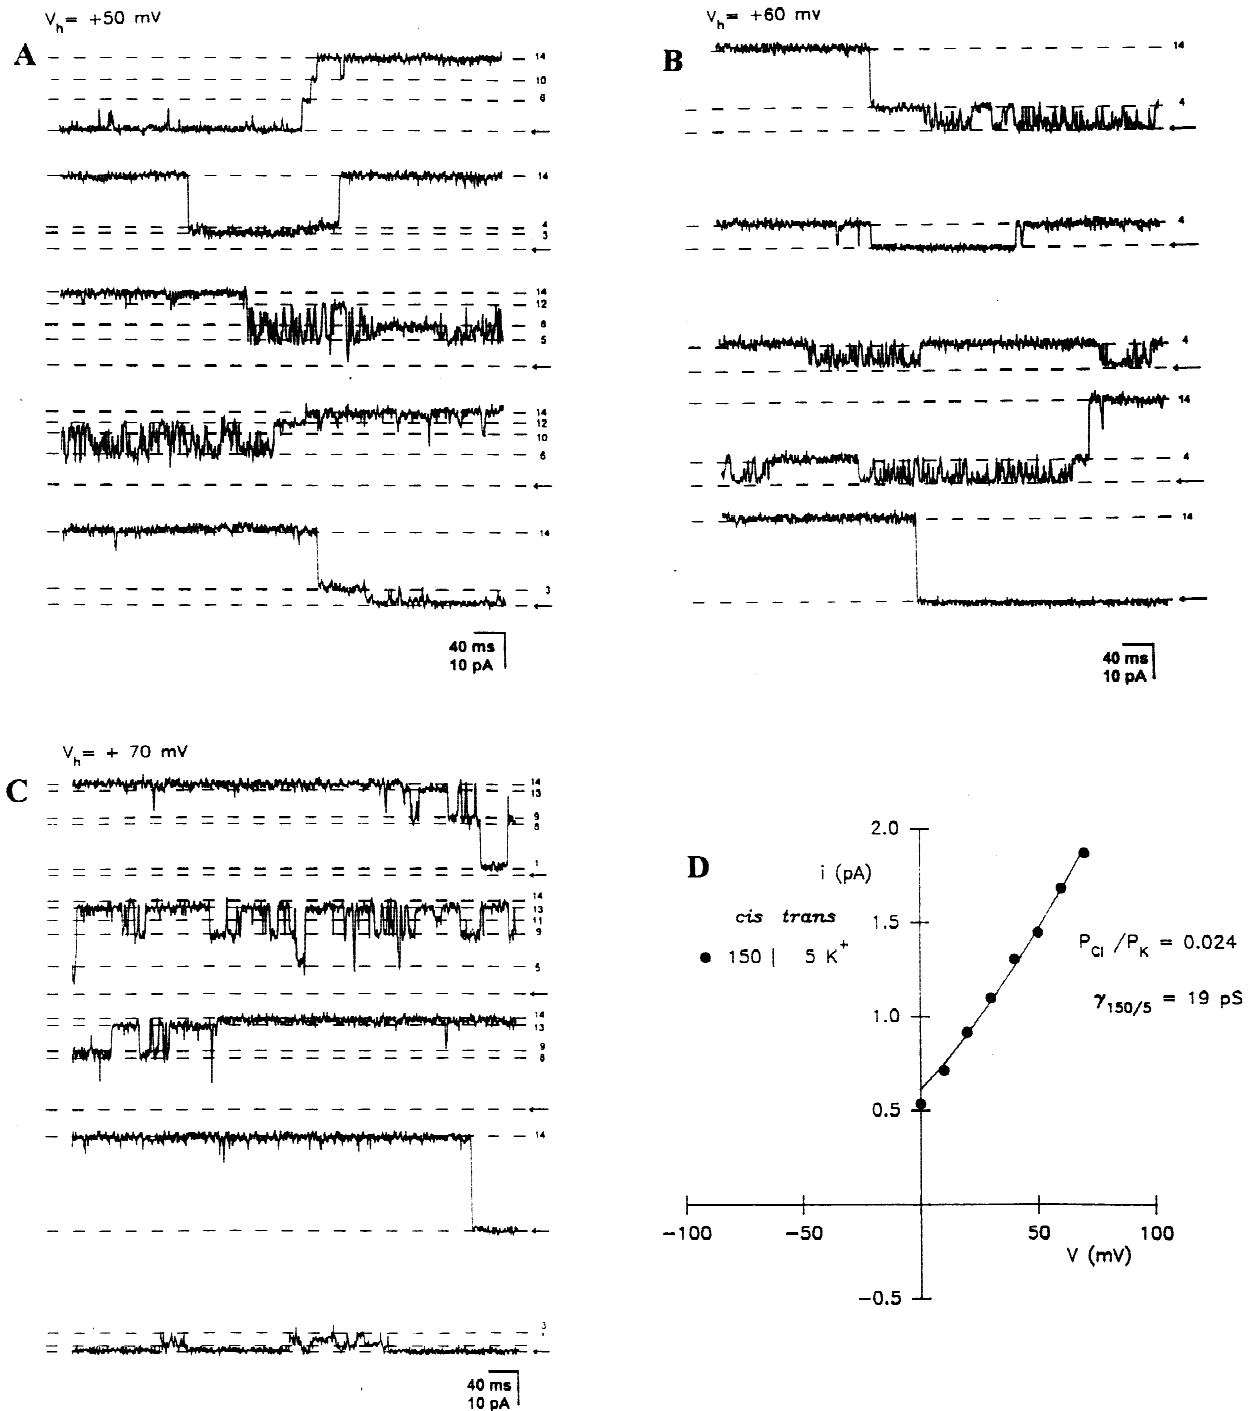 V_h = +50 mV
A
14
10
6
14
4
3
14
12
8
5
14
12
10
6
14
3
40 ms
10 pA
V_h = +60 mV
B
14
4
4
4
14
4
14
40 ms
10 pA
V_h = + 70 mV
C
14
13
9
8
1
14
13
11
9
5
14
13
9
8
14
3
40 ms
10 pA
D
i (pA)
2.0
1.5
1.0
0.5
-0.5
cis trans
● 150 | 5 K⁺
P_Cl /P_K = 0.024
γ_150/5 = 19 pS
-100
-50
0
50
100
V (mV)